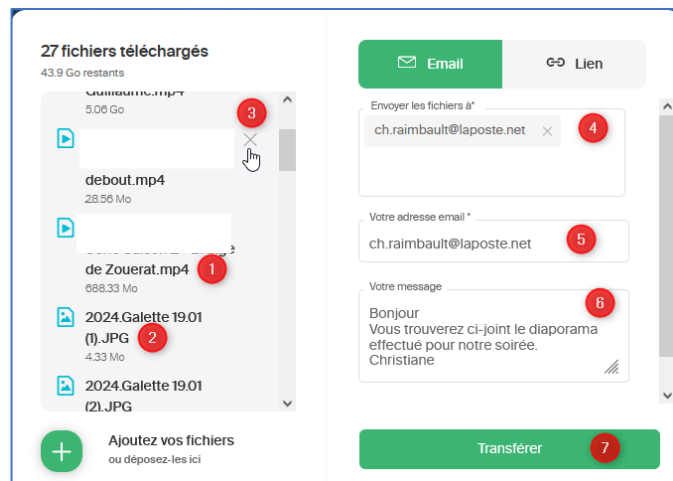 27 fichiers téléchargés
43.9 Go restants
Guillaume.mp4
5.06 Go
3
debout.mp4
28.56 Mo
de Zouerat.mp4 1
688.33 Mo
2024.Galette 19.01
(1).JPG 2
4.33 Mo
2024.Galette 19.01
(2).JPG
Ajoutez vos fichiers
ou déposez-les ici
Email
Lien
Envoyer les fichiers à*
ch.raimbault@laposte.net 4
Votre adresse email *
ch.raimbault@laposte.net 5
Votre message 6
Bonjour
Vous trouverez ci-joint le diaporama
effectué pour notre soirée.
Christiane
Transférer 7